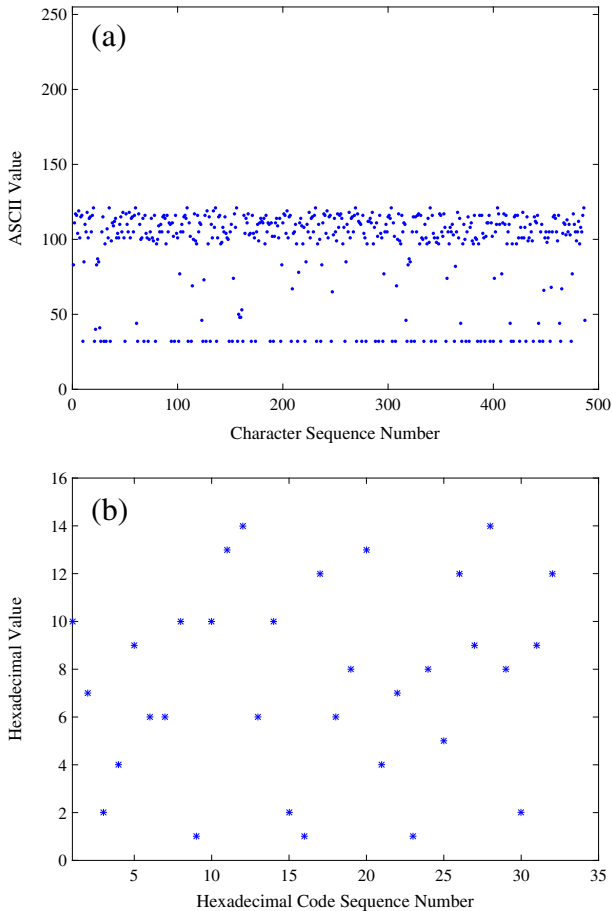 (a)
250
200
150
100
50
0
ASCII Value
0 100 200 300 400 500
Character Sequence Number
(b)
16
14
12
10
8
6
4
2
0
Hexadecimal Value
5 10 15 20 25 30 35
Hexadecimal Code Sequence Number